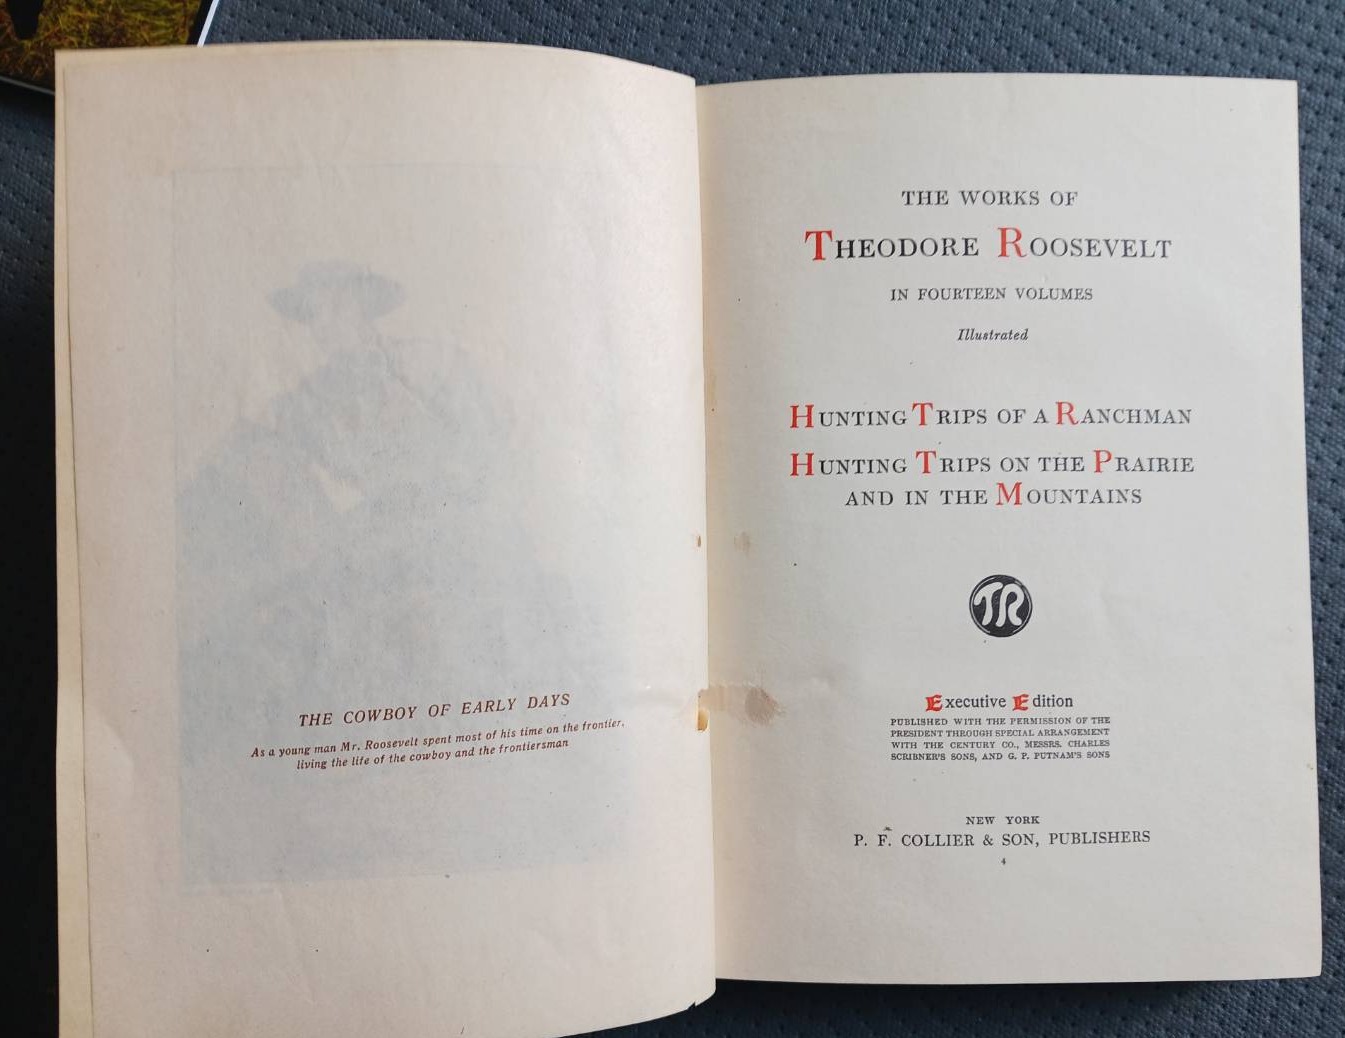 THE COWBOY OF EARLY DAYS
As a young man Mr. Roosevelt spent most of his time on the frontier,
living the life of the cowboy and the frontiersman
THE WORKS OF
THEODORE ROOSEVELT
IN FOURTEEN VOLUMES
Illustrated
HUNTING TRIPS OF A RANCHMAN
HUNTING TRIPS ON THE PRAIRIE
AND IN THE MOUNTAINS
TR
Executive Edition
PUBLISHED WITH THE PERMISSION OF THE
PRESIDENT THROUGH SPECIAL ARRANGEMENT
WITH THE CENTURY CO., MESSRS. CHARLES
SCRIBNER'S SONS, AND G. P. PUTNAM'S SONS
NEW YORK
P. F. COLLIER & SON, PUBLISHERS
4